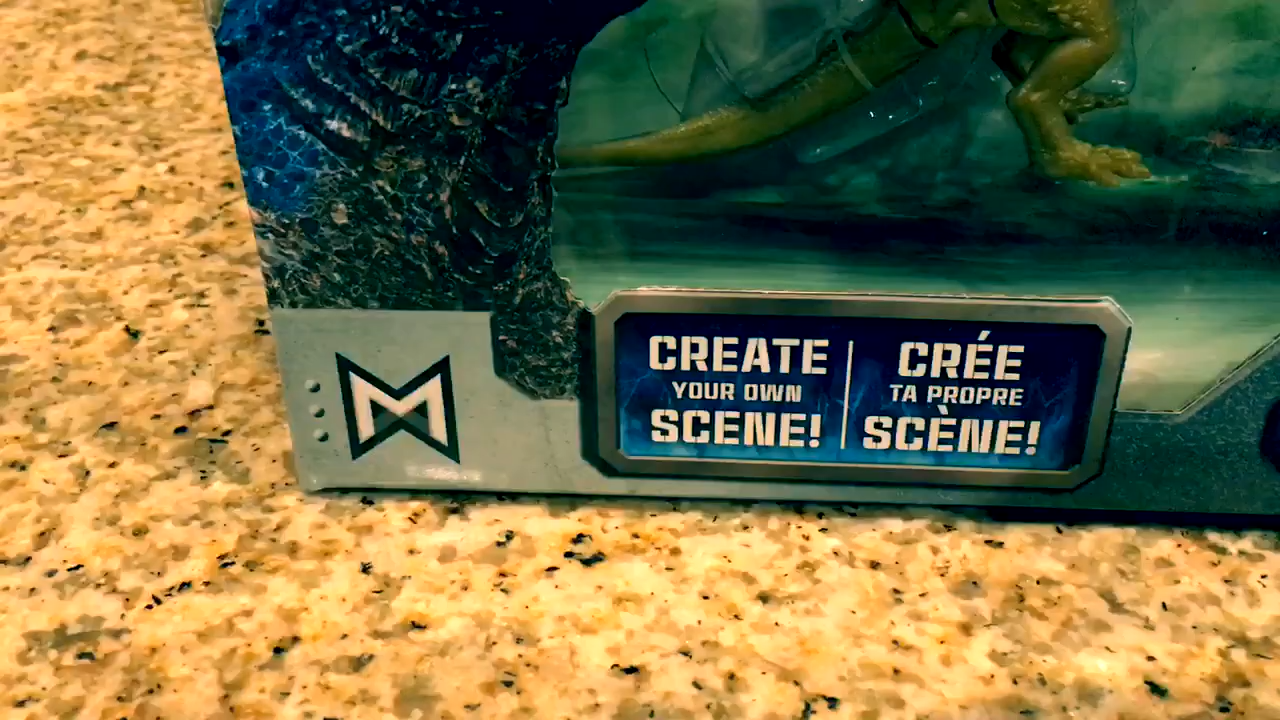 M
CREATE
YOUR OWN
SCENE!
CRÉE
TA PROPRE
SCÈNE!